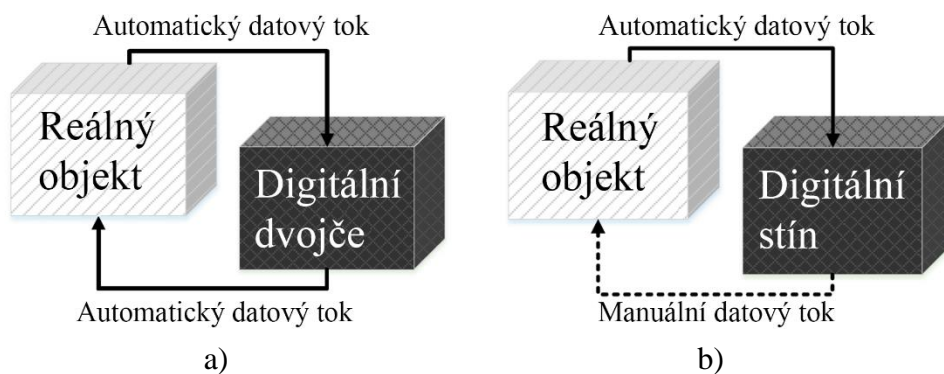 Automatický datový tok
Reálný
objekt
Digitální
dvojče
Automatický datový tok
a)
Automatický datový tok
Reálný
objekt
Digitální
stín
Manuální datový tok
b)